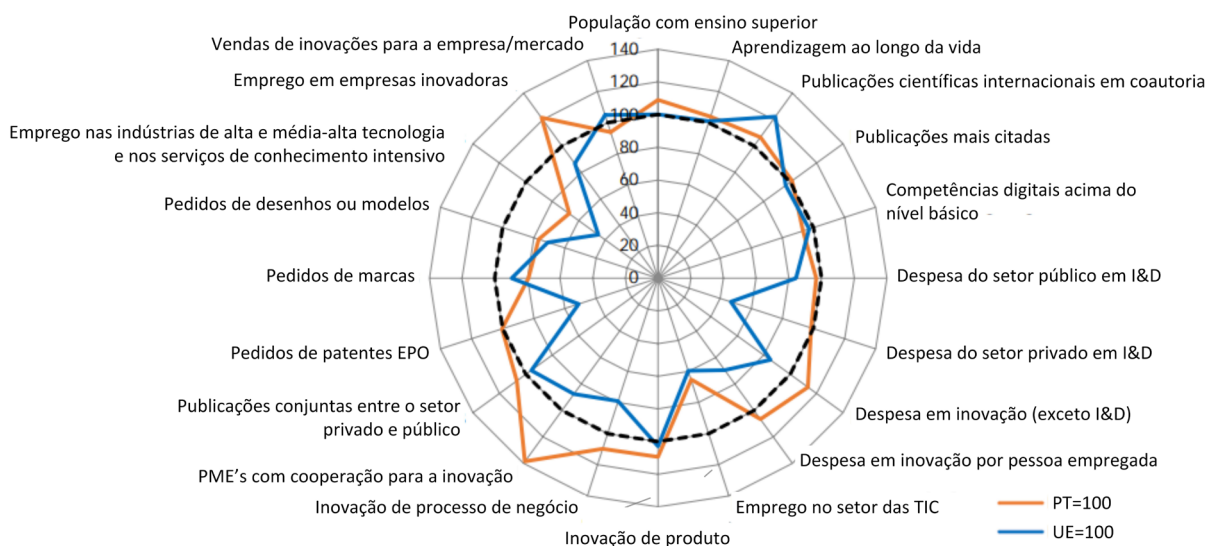 População com ensino superior
Vendas de inovações para a empresa/mercado
Aprendizagem ao longo da vida
Emprego em empresas inovadoras
Publicações científicas internacionais em coautoria
Emprego nas indústrias de alta e média-alta tecnologia
e nos serviços de conhecimento intensivo
Publicações mais citadas
Pedidos de desenhos ou modelos
Competências digitais acima do
nível básico
Pedidos de marcas
Despesa do setor público em I&D
Pedidos de patentes EPO
Despesa do setor privado em I&D
Publicações conjuntas entre o setor
privado e público
Despesa em inovação (exceto I&D)
PME’s com cooperação para a inovação
Despesa em inovação por pessoa empregada
Inovação de processo de negócio
Emprego no setor das TIC
Inovação de produto
140
120
100
80
60
40
20
0
PT=100
UE=100